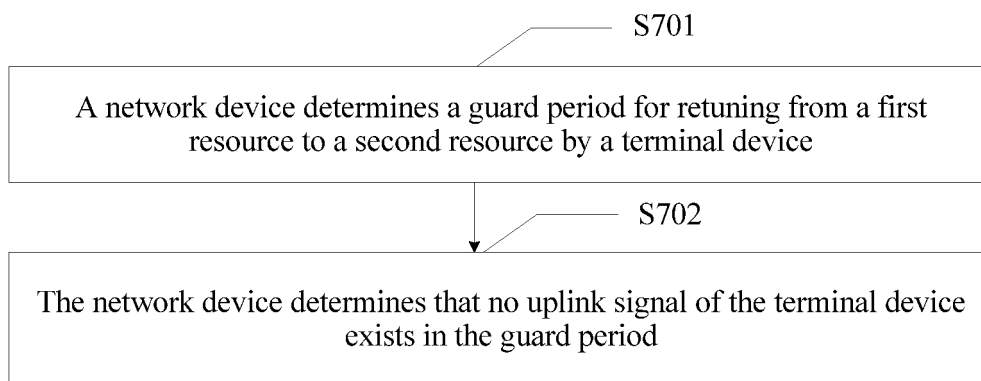 S701
A network device determines a guard period for retuning from a first
resource to a second resource by a terminal device
S702
The network device determines that no uplink signal of the terminal device
exists in the guard period